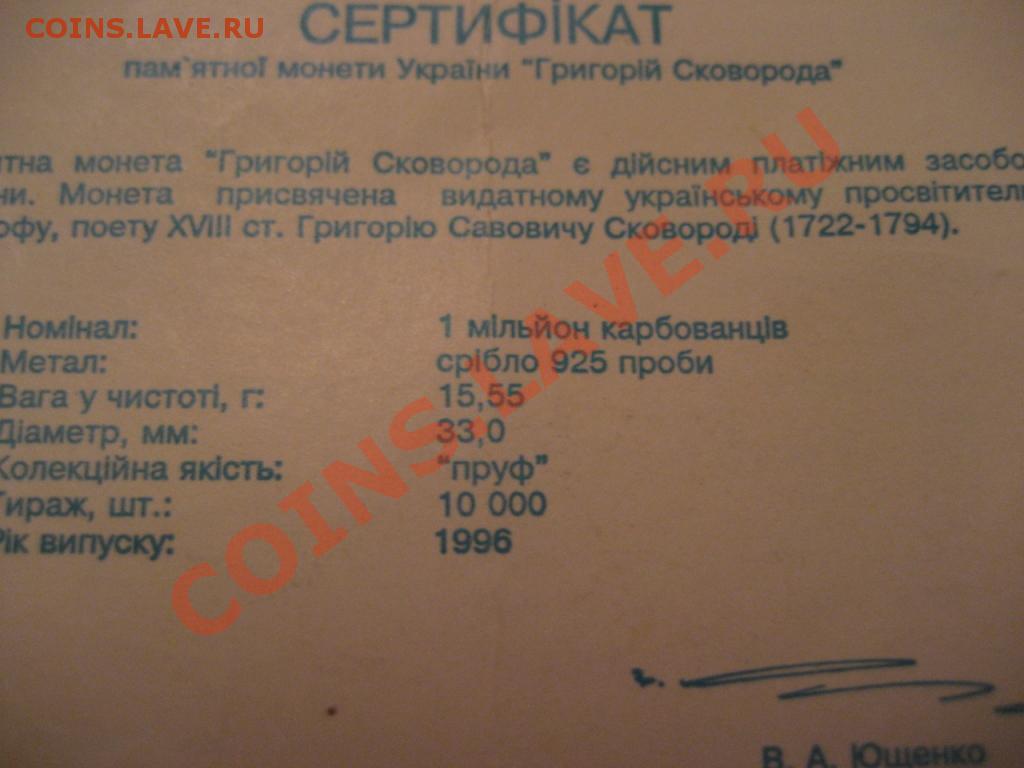 COINS.LAVE.RU
СЕРТИФІКАТ
пам`ятної монети України "Григорій Сковорода"
ятна монета "Григорій Сковорода" є дійсним платіжним засобо
ни. Монета присвячена видатному українському просвітителю
офу, поету XVIII ст. Григорію Савовичу Сковороді (1722-1794).
Номінал: 1 мільйон карбованців
Метал: срібло 925 проби
Вага у чистоті, г: 15,55
Діаметр, мм: 33,0
Колекційна якість: "пруф"
Тираж, шт.: 10 000
Рік випуску: 1996
COINS.LAVE.RU
В. А. Ющенко